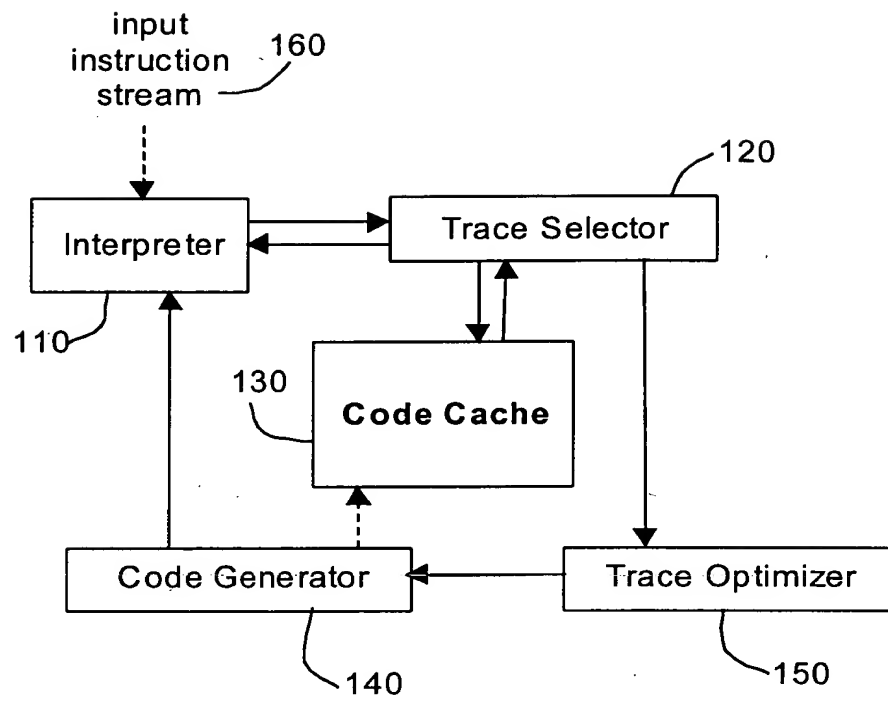 input
instruction
stream
160
120
Interpreter
Trace Selector
110
130
Code Cache
Code Generator
Trace Optimizer
140
150